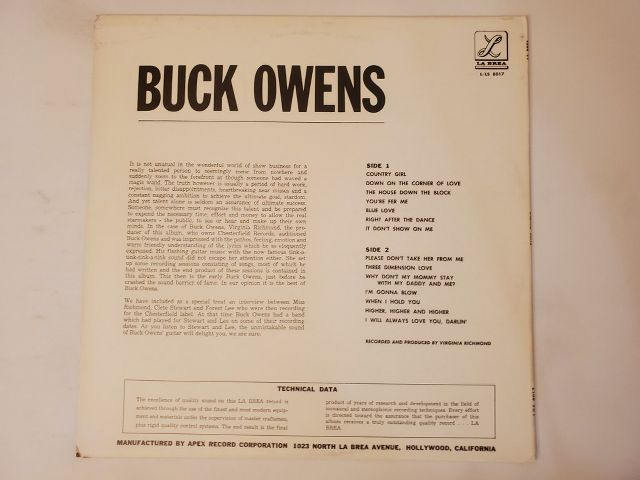 L
LA BREA
L/LS 8017
BUCK OWENS
It is not unusual in the wonderful world of show business for a
really talented person to seemingly come from nowhere and
suddenly zoom to the forefront as though someone had waved a
magic wand. The truth however is usually a period of hard work,
rejection, bitter disappointments, heartbreaking near misses and a
constant nagging ambition to achieve the ultimate goal, stardom.
And yet talent alone is seldom an assurance of ultimate success.
Someone, somewhere must recognize this talent and be prepared
to expend the necessary time, effort and money to allow the real
starmakers - the public, to see or hear and make up their own
minds. In the case of Buck Owens, Virginia Richmond, the pro-
ducer of this album, who owns Chesterfield Records, auditioned
Buck Owens and was impressed with the pathos, feeling, emotion and
warm friendly understanding of the lyrics which he so eloquently
expressed. His flashing guitar music with the now famous tink-a-
tink-tink-a-tink sound did not escape her attention either. She set
up some recording sessions consisting of songs, most of which he
had written and the end product of these sessions is contained in
this album. This then is the early Buck Owens, just before he
crashed the sound barrier of fame. In our opinion it is the best of
Buck Owens.
We have included as a special treat an interview between Miss
Richmond, Clete Stewart and Forest Lee who were then recording
for the Chesterfield label. At that time Buck Owens had a band
which had played for Stewart and Lee on some of their recording
dates. As you listen to Stewart and Lee, the unmistakable sound
of Buck Owens' guitar will delight you, we are sure.
SIDE 1
COUNTRY GIRL
DOWN ON THE CORNER OF LOVE
THE HOUSE DOWN THE BLOCK
YOU'RE FER ME
BLUE LOVE
RIGHT AFTER THE DANCE
IT DON'T SHOW ON ME
SIDE 2
PLEASE DON'T TAKE HER FROM ME
THREE DIMENSION LOVE
WHY DON'T MY MOMMY STAY
WITH MY DADDY AND ME?
I'M GONNA BLOW
WHEN I HOLD YOU
HIGHER, HIGHER AND HIGHER
I WILL ALWAYS LOVE YOU, DARLIN'
RECORDED AND PRODUCED BY VIRGINIA RICHMOND
TECHNICAL DATA
The excellence of quality sound on this LA BREA record is
achieved through the use of the finest and most modern equip-
ment and materials under the supervision of master craftsmen,
plus rigid quality control systems. The end result is the final
product of years of research and development in the field of
monaural and stereophonic recording techniques. Every effort
is directed toward the assurance that the purchaser of this
album receives a truly outstanding quality record . . . LA
BREA.
MANUFACTURED BY APEX RECORD CORPORATION 1023 NORTH LA BREA AVENUE, HOLLYWOOD, CALIFORNIA